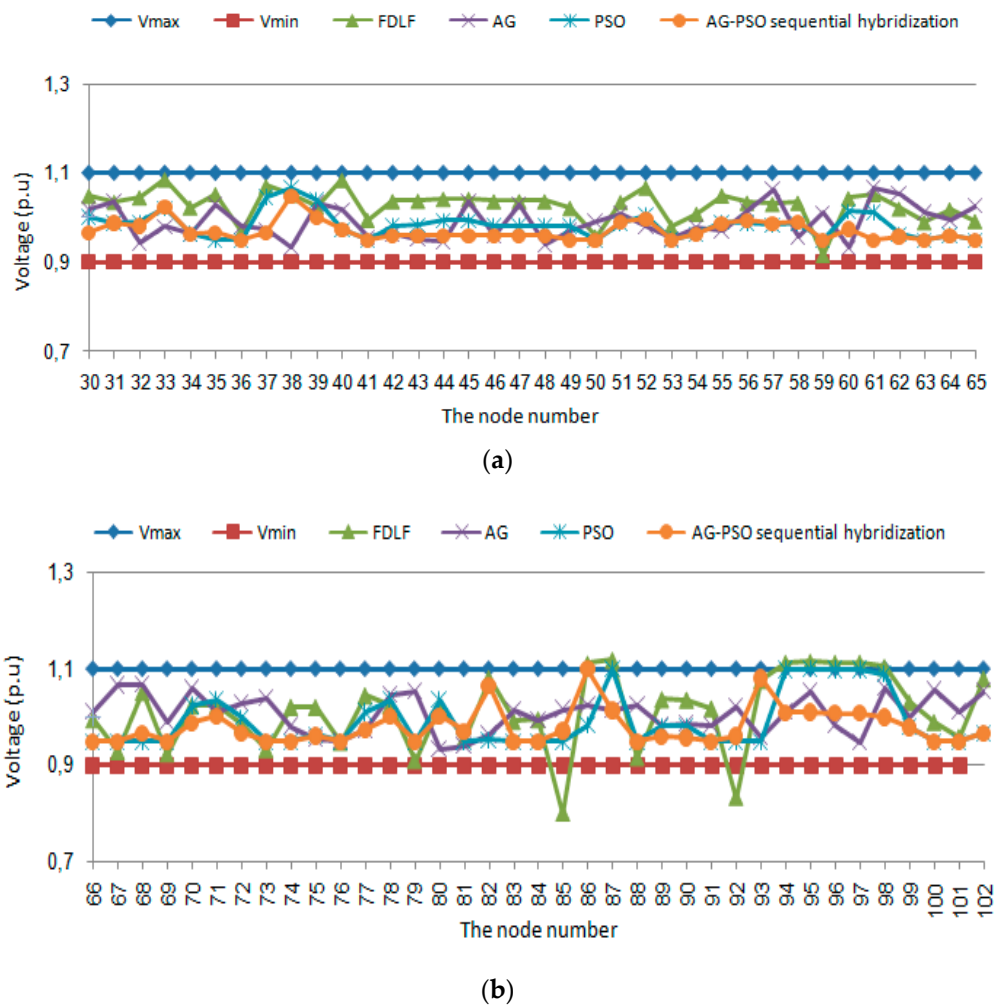 Vmax Vmin FDLF AG PSO AG-PSO sequential hybridization
1,3
1,1
0,9
0,7
Voltage (p.u)
30 31 32 33 34 35 36 37 38 39 40 41 42 43 44 45 46 47 48 49 50 51 52 53 54 55 56 57 58 59 60 61 62 63 64 65
The node number
(a)
Vmax Vmin FDLF AG PSO AG-PSO sequential hybridization
1,3
1,1
0,9
0,7
Voltage (p.u)
66 67 68 69 70 71 72 73 74 75 76 77 78 79 80 81 82 83 84 85 86 87 88 89 90 91 92 93 94 95 96 97 98 99 100 101 102
The node number
(b)